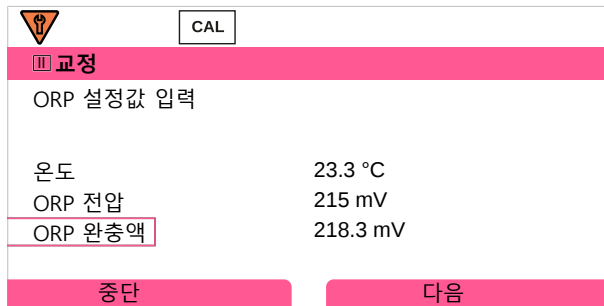 CAL
II 교정
ORP 설정값 입력
온도 23.3 °C
ORP 전압 215 mV
ORP 완충액 218.3 mV
중단 다음